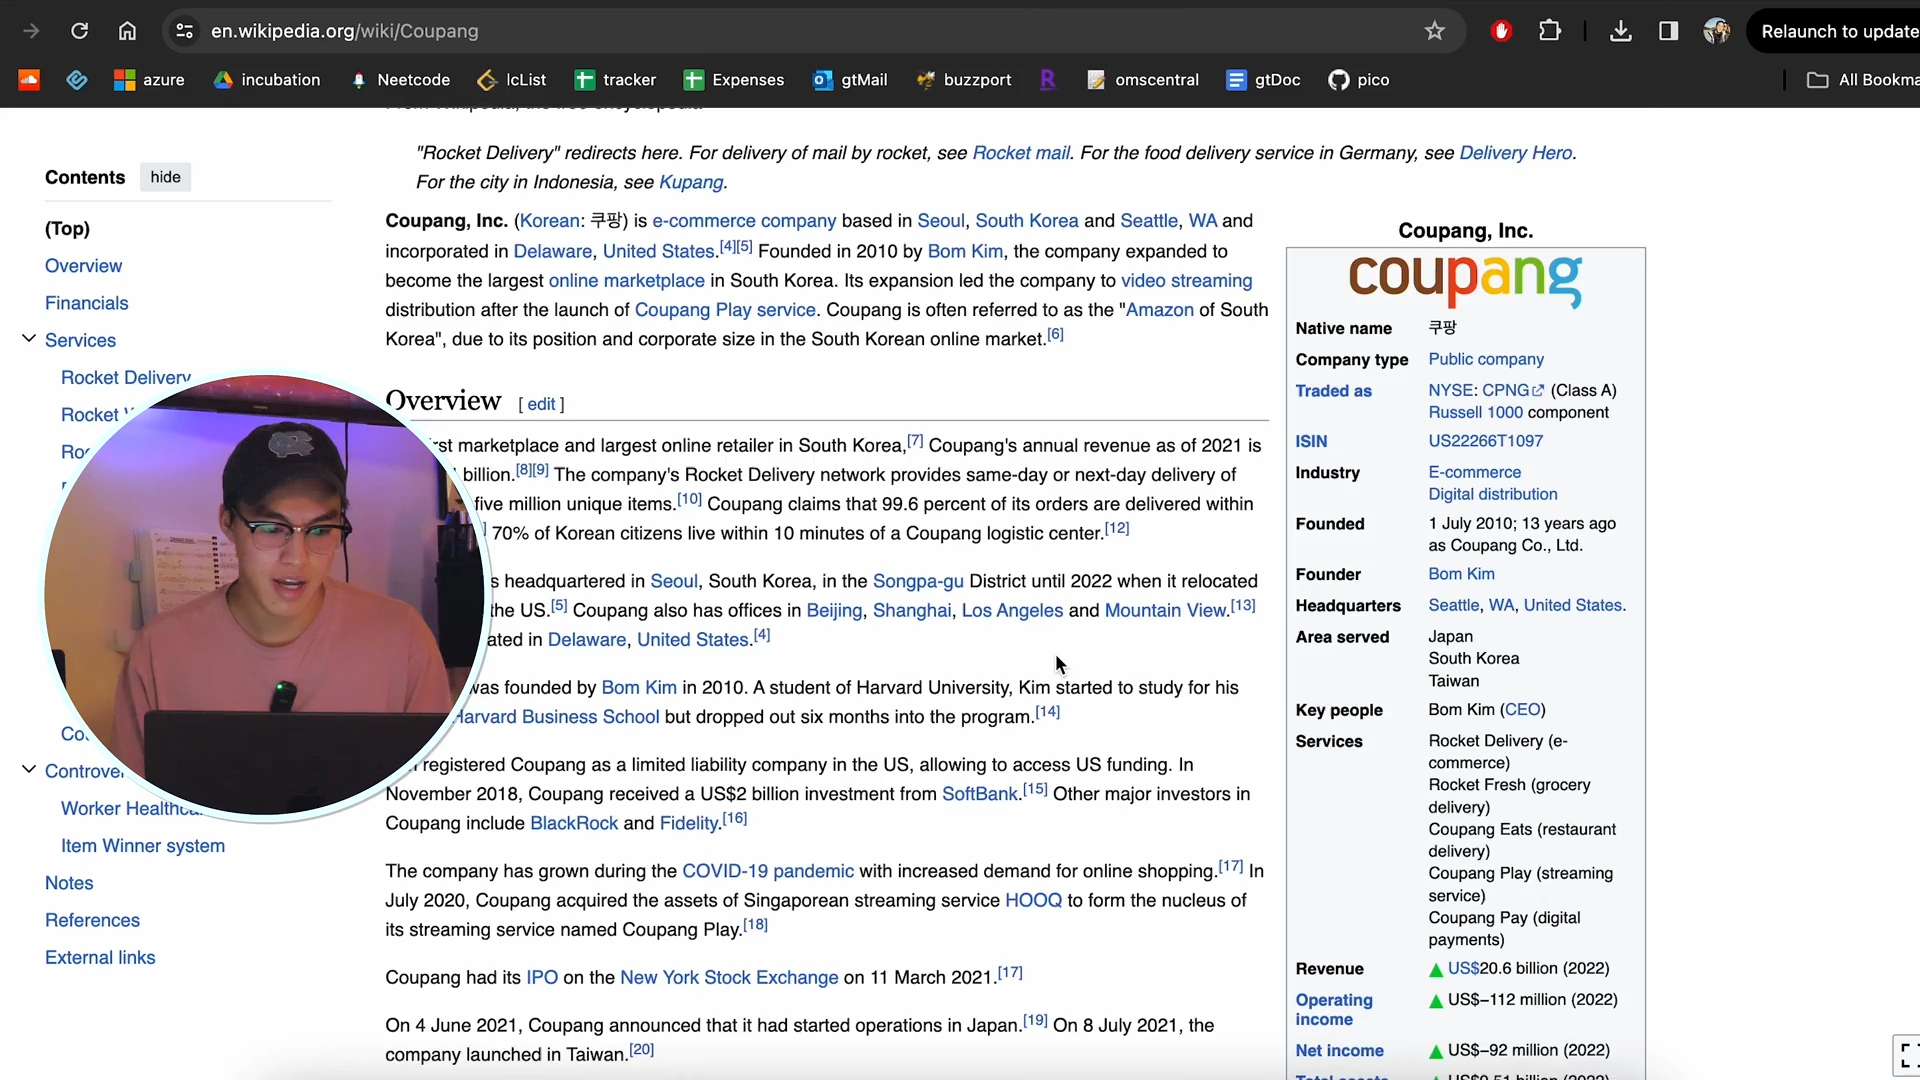 en.wikipedia.org/wiki/Coupang
Relaunch to update
azure
incubation
Neetcode
lcList
tracker
Expenses
gtMail
buzzport
R
omscentral
gtDoc
pico
All Bookma
Contents
hide
(Top)
Overview
Financials
Services
Rocket Delivery
Rocket
Controver
Worker Healthca
Item Winner system
Notes
References
External links
"Rocket Delivery" redirects here. For delivery of mail by rocket, see Rocket mail. For the food delivery service in Germany, see Delivery Hero.
For the city in Indonesia, see Kupang.
Coupang, Inc. (Korean: 쿠팡) is e-commerce company based in Seoul, South Korea and Seattle, WA and
incorporated in Delaware, United States.[4][5] Founded in 2010 by Bom Kim, the company expanded to
become the largest online marketplace in South Korea. Its expansion led the company to video streaming
distribution after the launch of Coupang Play service. Coupang is often referred to as the "Amazon of South
Korea", due to its position and corporate size in the South Korean online market.[6]
Overview [ edit ]
rst marketplace and largest online retailer in South Korea,[7] Coupang's annual revenue as of 2021 is
billion.[8][9] The company's Rocket Delivery network provides same-day or next-day delivery of
five million unique items.[10] Coupang claims that 99.6 percent of its orders are delivered within
] 70% of Korean citizens live within 10 minutes of a Coupang logistic center.[12]
s headquartered in Seoul, South Korea, in the Songpa-gu District until 2022 when it relocated
the US.[5] Coupang also has offices in Beijing, Shanghai, Los Angeles and Mountain View.[13]
ated in Delaware, United States.[4]
was founded by Bom Kim in 2010. A student of Harvard University, Kim started to study for his
Harvard Business School but dropped out six months into the program.[14]
registered Coupang as a limited liability company in the US, allowing to access US funding. In
November 2018, Coupang received a US$2 billion investment from SoftBank.[15] Other major investors in
Coupang include BlackRock and Fidelity.[16]
The company has grown during the COVID-19 pandemic with increased demand for online shopping.[17] In
July 2020, Coupang acquired the assets of Singaporean streaming service HOOQ to form the nucleus of
its streaming service named Coupang Play.[18]
Coupang had its IPO on the New York Stock Exchange on 11 March 2021.[17]
On 4 June 2021, Coupang announced that it had started operations in Japan.[19] On 8 July 2021, the
company launched in Taiwan.[20]
Coupang, Inc.
coupang
Native name 쿠팡
Company type Public company
Traded as NYSE: CPNG (Class A)
Russell 1000 component
ISIN US22266T1097
Industry E-commerce
Digital distribution
Founded 1 July 2010; 13 years ago
as Coupang Co., Ltd.
Founder Bom Kim
Headquarters Seattle, WA, United States.
Area served Japan
South Korea
Taiwan
Key people Bom Kim (CEO)
Services Rocket Delivery (e-
commerce)
Rocket Fresh (grocery
delivery)
Coupang Eats (restaurant
delivery)
Coupang Play (streaming
service)
Coupang Pay (digital
payments)
Revenue ▲ US$20.6 billion (2022)
Operating ▲ US$−112 million (2022)
income
Net income ▲ US$−92 million (2022)